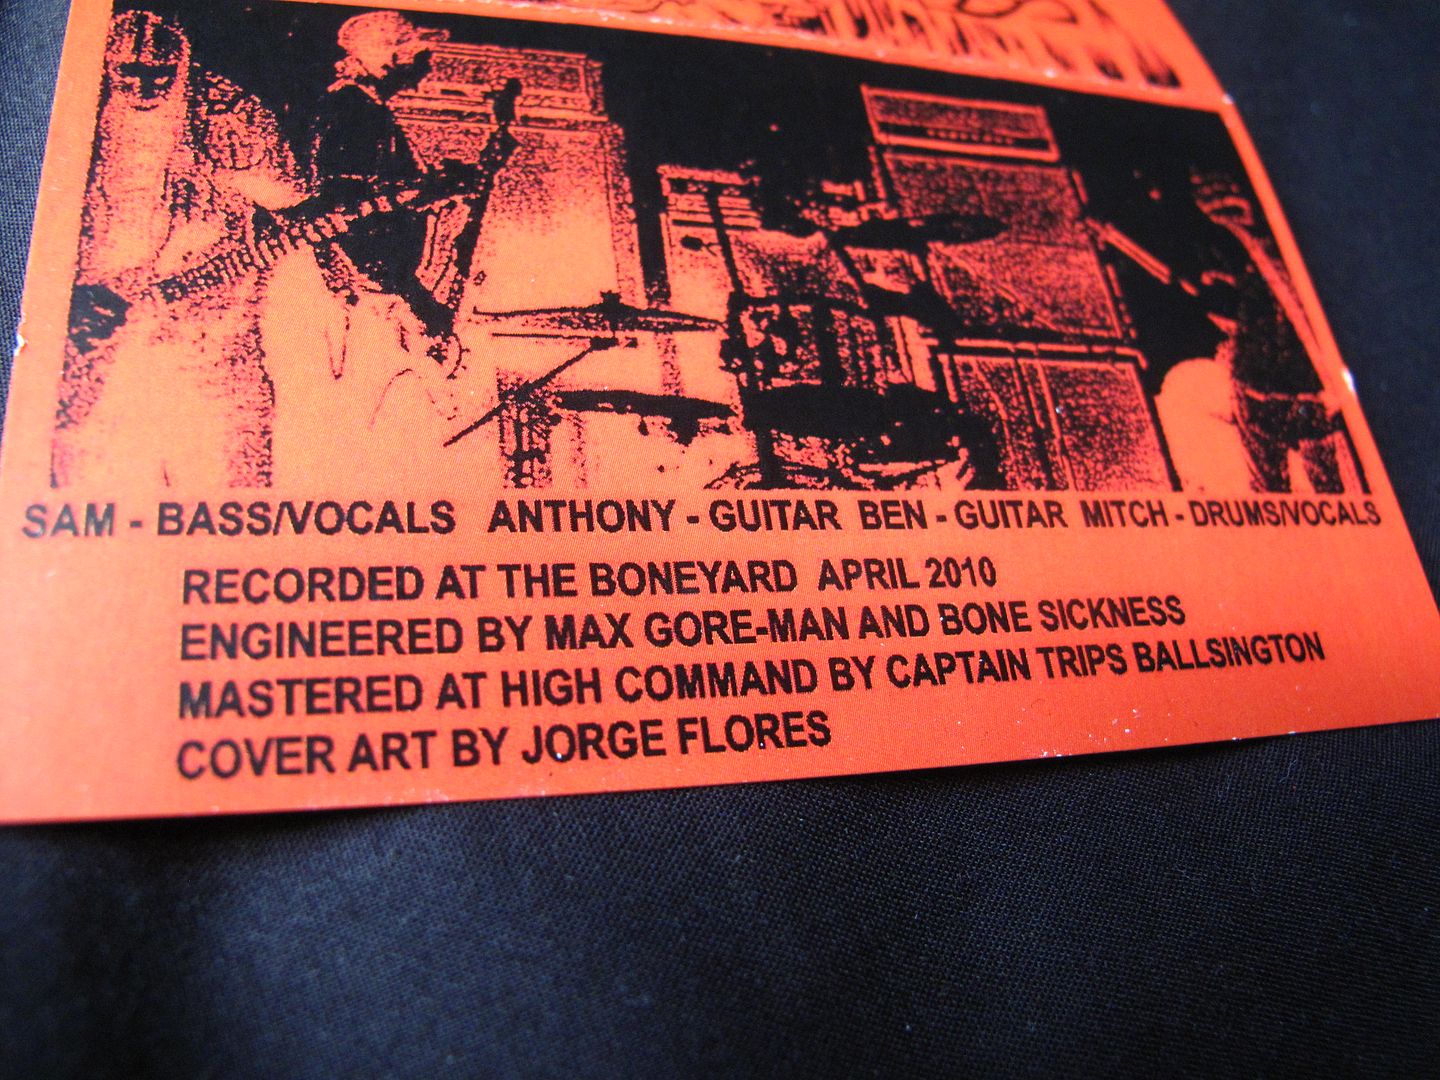 SAM - BASS/VOCALS ANTHONY - GUITAR BEN - GUITAR MITCH - DRUMS/VOCALS
RECORDED AT THE BONEYARD APRIL 2010
ENGINEERED BY MAX GORE-MAN AND BONE SICKNESS
MASTERED AT HIGH COMMAND BY CAPTAIN TRIPS BALLSINGTON
COVER ART BY JORGE FLORES